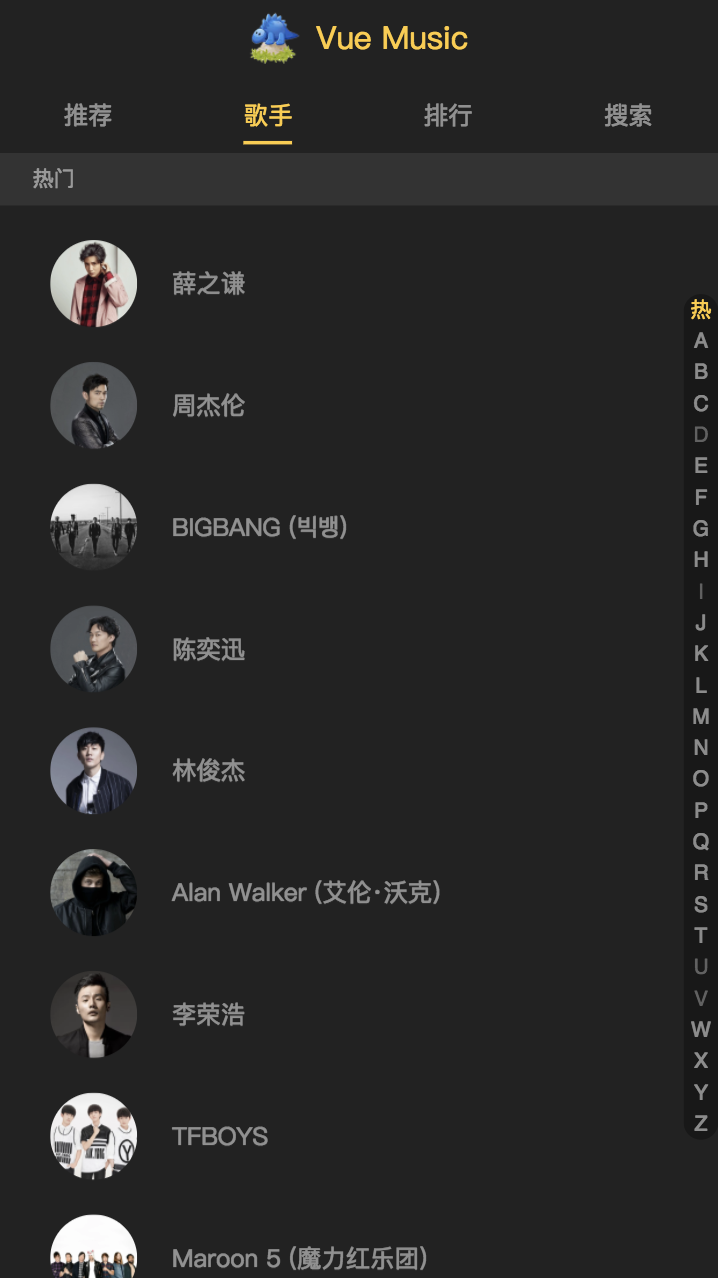 Vue Music
推荐 歌手 排行 搜索
热门
薛之谦
周杰伦
BIGBANG (빅뱅)
陈奕迅
林俊杰
Alan Walker (艾伦·沃克)
李荣浩
TFBOYS
Maroon 5 (魔力红乐团)
热
A
B
C
D
E
F
G
H
I
J
K
L
M
N
O
P
Q
R
S
T
U
V
W
X
Y
Z